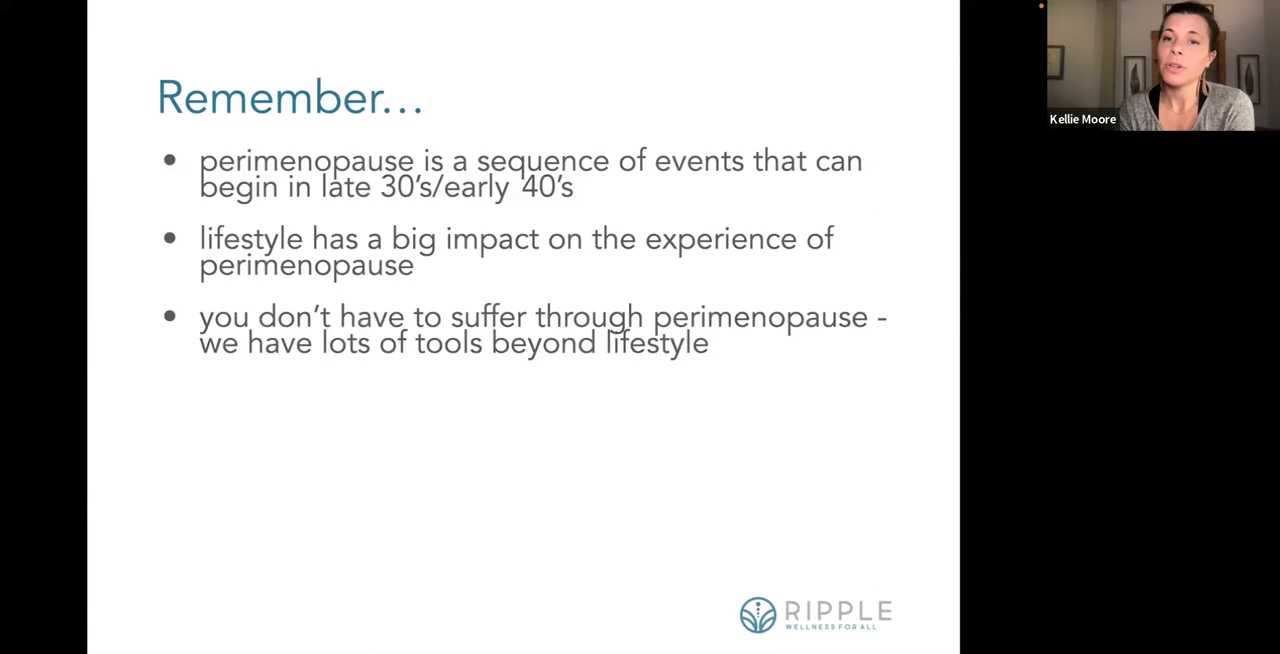 Remember...
• perimenopause is a sequence of events that can
begin in late 30's/early 40's
• lifestyle has a big impact on the experience of
perimenopause
• you don't have to suffer through perimenopause -
we have lots of tools beyond lifestyle
RIPPLE
WELLNESS FOR ALL
Kellie Moore